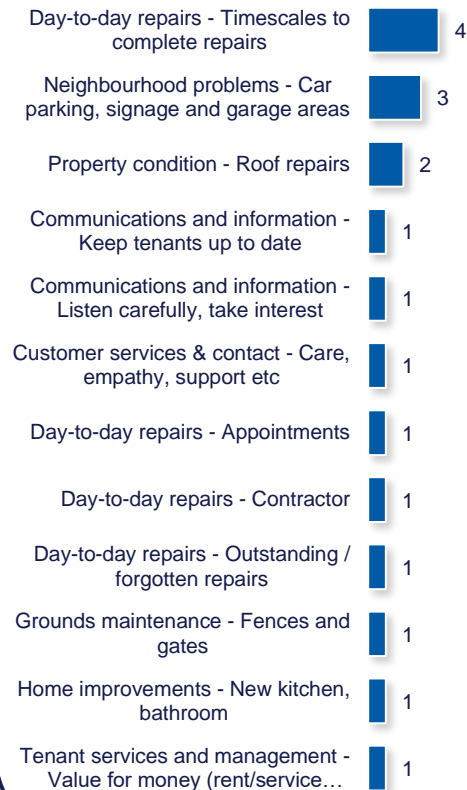 Day-to-day repairs - Timescales to
complete repairs
4
Neighbourhood problems - Car
parking, signage and garage areas
3
Property condition - Roof repairs
2
Communications and information -
Keep tenants up to date
1
Communications and information -
Listen carefully, take interest
1
Customer services & contact - Care,
empathy, support etc
1
Day-to-day repairs - Appointments
1
Day-to-day repairs - Contractor
1
Day-to-day repairs - Outstanding /
forgotten repairs
1
Grounds maintenance - Fences and
gates
1
Home improvements - New kitchen,
bathroom
1
Tenant services and management -
Value for money (rent/service…
1